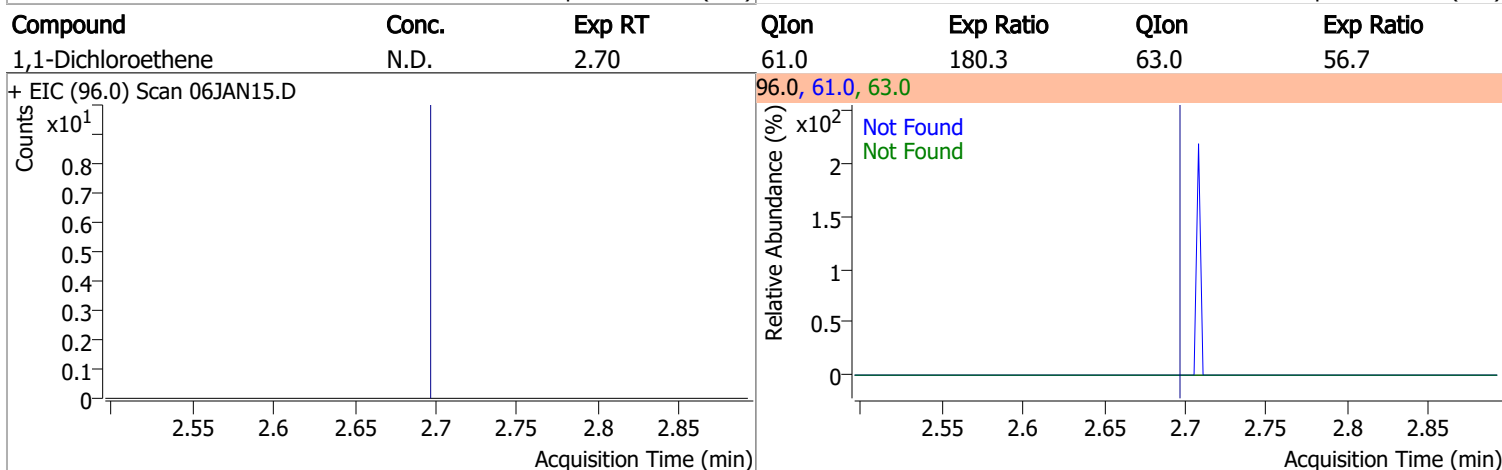 Compound Conc. Exp RT QIon Exp Ratio QIon Exp Ratio
1,1-Dichloroethene N.D. 2.70 61.0 180.3 63.0 56.7
+ EIC (96.0) Scan 06JAN15.D
Counts
x10¹
0.8
0.7
0.6
0.5
0.4
0.3
0.2
0.1
0
2.55 2.6 2.65 2.7 2.75 2.8 2.85
Acquisition Time (min)
96.0, 61.0, 63.0
Relative Abundance (%)
x10²
Not Found
Not Found
2
1.5
1
0.5
0
2.55 2.6 2.65 2.7 2.75 2.8 2.85
Acquisition Time (min)